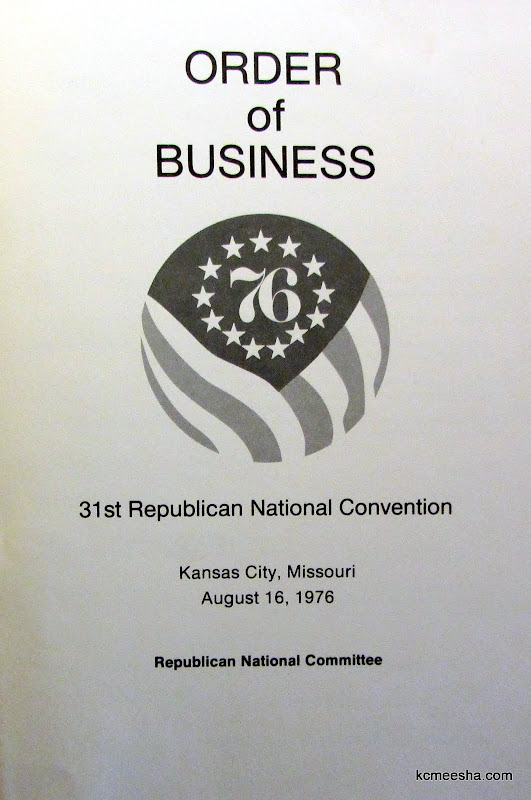 ORDER
of
BUSINESS
76
31st Republican National Convention
Kansas City, Missouri
August 16, 1976
Republican National Committee
kcmeesha.com